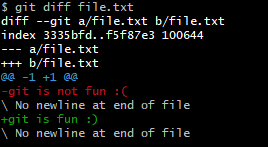 $ git diff file.txt
diff --git a/file.txt b/file.txt
index 3335bfd..f5f87e3 100644
--- a/file.txt
+++ b/file.txt
@@ -1 +1 @@
-git is not fun :(
\ No newline at end of file
+git is fun :)
\ No newline at end of file